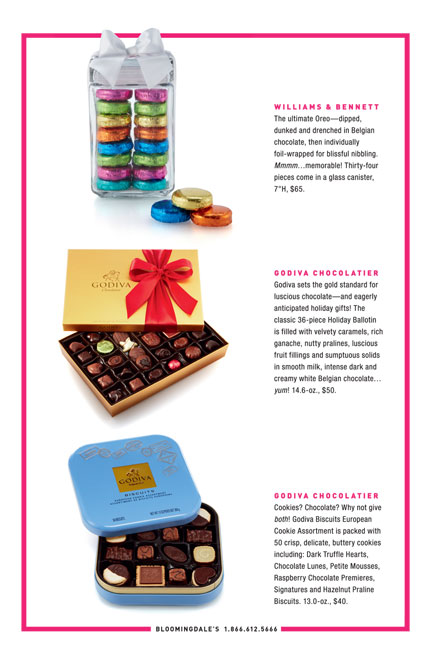 WILLIAMS & BENNETT
The ultimate Oreo—dipped,
dunked and drenched in Belgian
chocolate, then individually
foil-wrapped for blissful nibbling.
Mmmm…memorable! Thirty-four
pieces come in a glass canister,
7"H, $65.
GODIVA
Chocolatier
GODIVA CHOCOLATIER
Godiva sets the gold standard for
luscious chocolate—and eagerly
anticipated holiday gifts! The
classic 36-piece Holiday Ballotin
is filled with velvety caramels, rich
ganache, nutty pralines, luscious
fruit fillings and sumptuous solids
in smooth milk, intense dark and
creamy white Belgian chocolate…
yum! 14.6-oz., $50.
GODIVA
BISCUITS
GODIVA CHOCOLATIER
Cookies? Chocolate? Why not give
both! Godiva Biscuits European
Cookie Assortment is packed with
50 crisp, delicate, buttery cookies
including: Dark Truffle Hearts,
Chocolate Lunes, Petite Mousses,
Raspberry Chocolate Premieres,
Signatures and Hazelnut Praline
Biscuits. 13.0-oz., $40.
BLOOMINGDALE'S 1.866.612.5666